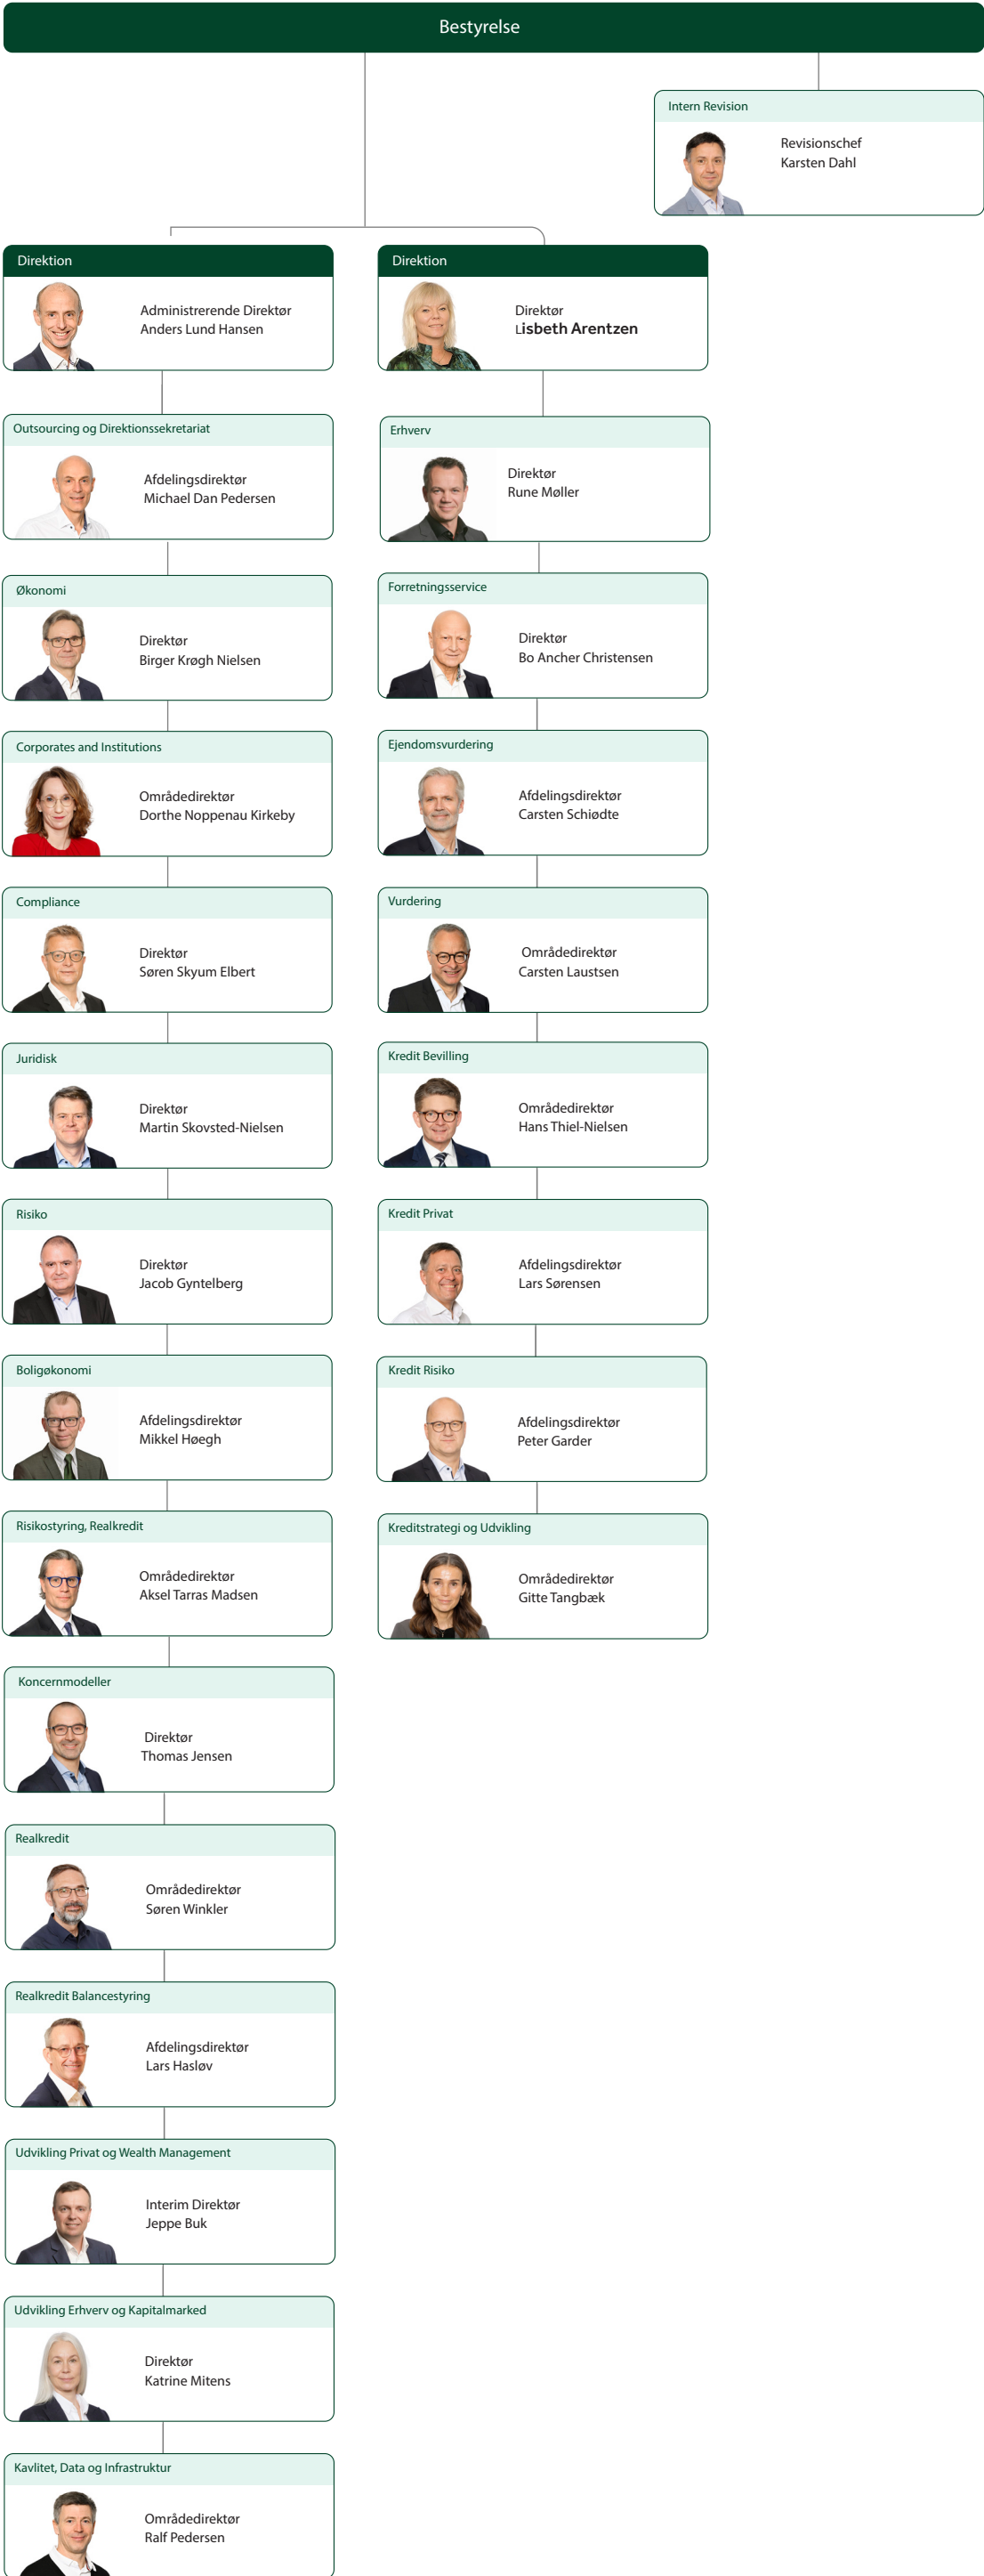 Bestyrelse
Intern Revision
Revisionschef
Karsten Dahl
Direktion
Administrerende Direktør
Anders Lund Hansen
Outsourcing og Direktionssekretariat
Afdelingsdirektør
Michael Dan Pedersen
Økonomi
Direktør
Birger Krøgh Nielsen
Corporates and Institutions
Områdedirektør
Dorthe Noppenau Kirkeby
Compliance
Direktør
Søren Skyum Elbert
Juridisk
Direktør
Martin Skovsted-Nielsen
Risiko
Direktør
Jacob Gyntelberg
Boligøkonomi
Afdelingsdirektør
Mikkel Høegh
Risikostyring, Realkredit
Områdedirektør
Aksel Tarras Madsen
Koncernmodeller
Direktør
Thomas Jensen
Realkredit
Områdedirektør
Søren Winkler
Realkredit Balancestyring
Afdelingsdirektør
Lars Hasløv
Udvikling Privat og Wealth Management
Interim Direktør
Jeppe Buk
Udvikling Erhverv og Kapitalmarked
Direktør
Katrine Mitens
Kavlitet, Data og Infrastruktur
Områdedirektør
Ralf Pedersen
Direktion
Direktør
Lisbeth Arentzen
Erhverv
Direktør
Rune Møller
Forretningsservice
Direktør
Bo Ancher Christensen
Ejendomsvurdering
Afdelingsdirektør
Carsten Schiødte
Vurdering
Områdedirektør
Carsten Laustsen
Kredit Bevilling
Områdedirektør
Hans Thiel-Nielsen
Kredit Privat
Afdelingsdirektør
Lars Sørensen
Kredit Risiko
Afdelingsdirektør
Peter Garder
Kreditstrategi og Udvikling
Områdedirektør
Gitte Tangbæk